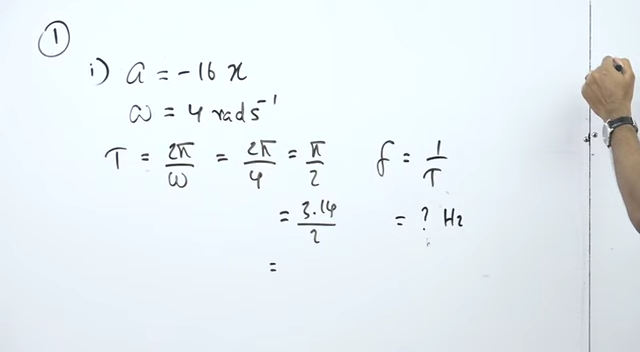 1
i) a = -16 x
ω = 4 rad s⁻¹
T = 2π/ω = 2π/4 = π/2 f = 1/T
= 3.14/2 = ? Hz
=